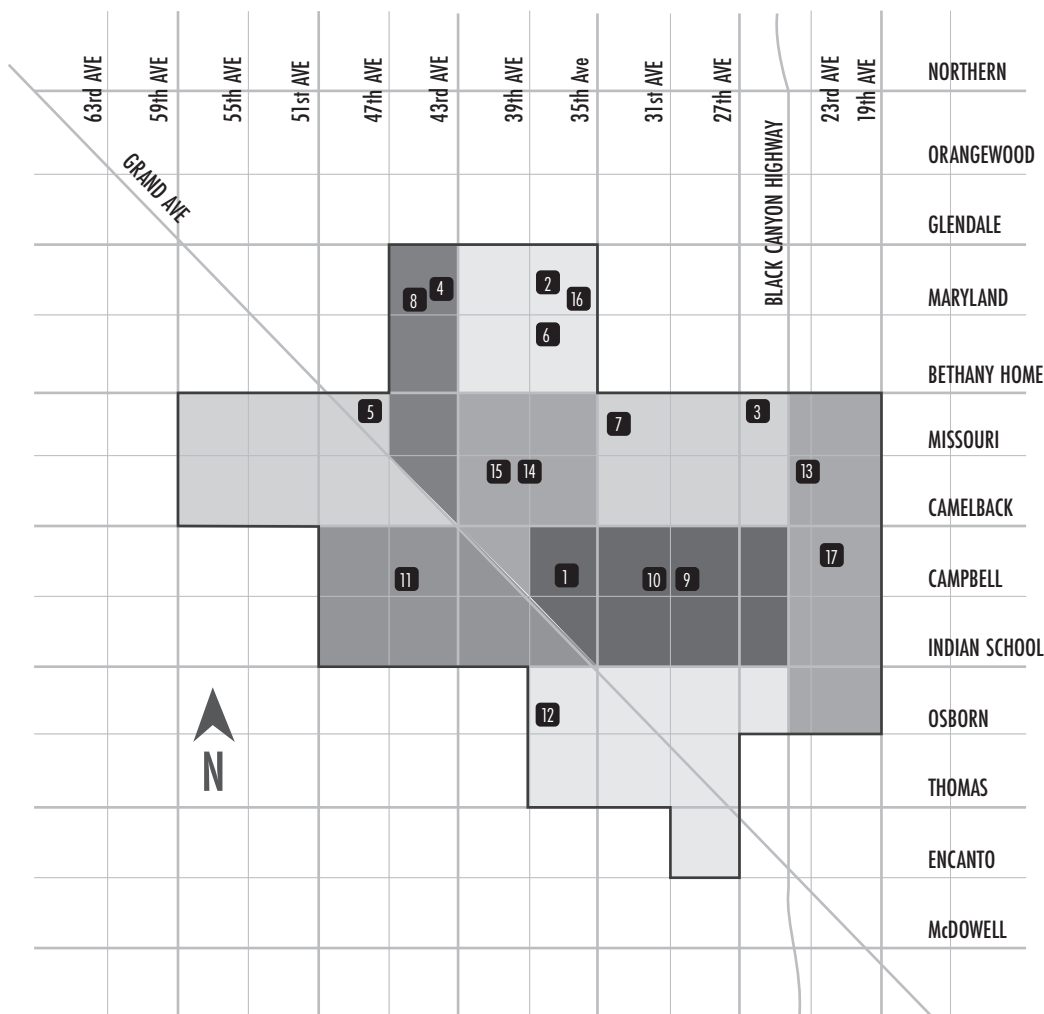 63rd AVE
59th AVE
55th AVE
51st AVE
47th AVE
43rd AVE
39th AVE
35th Ave
31st AVE
27th AVE
BLACK CANYON HIGHWAY
23rd AVE
19th AVE
NORTHERN
ORANGEWOOD
GRAND AVE
GLENDALE
2
4
8
16
MARYLAND
6
BETHANY HOME
5
3
7
MISSOURI
15
14
13
CAMELBACK
17
11
1
10
9
CAMPBELL
INDIAN SCHOOL
12
OSBORN
N
THOMAS
ENCANTO
McDOWELL